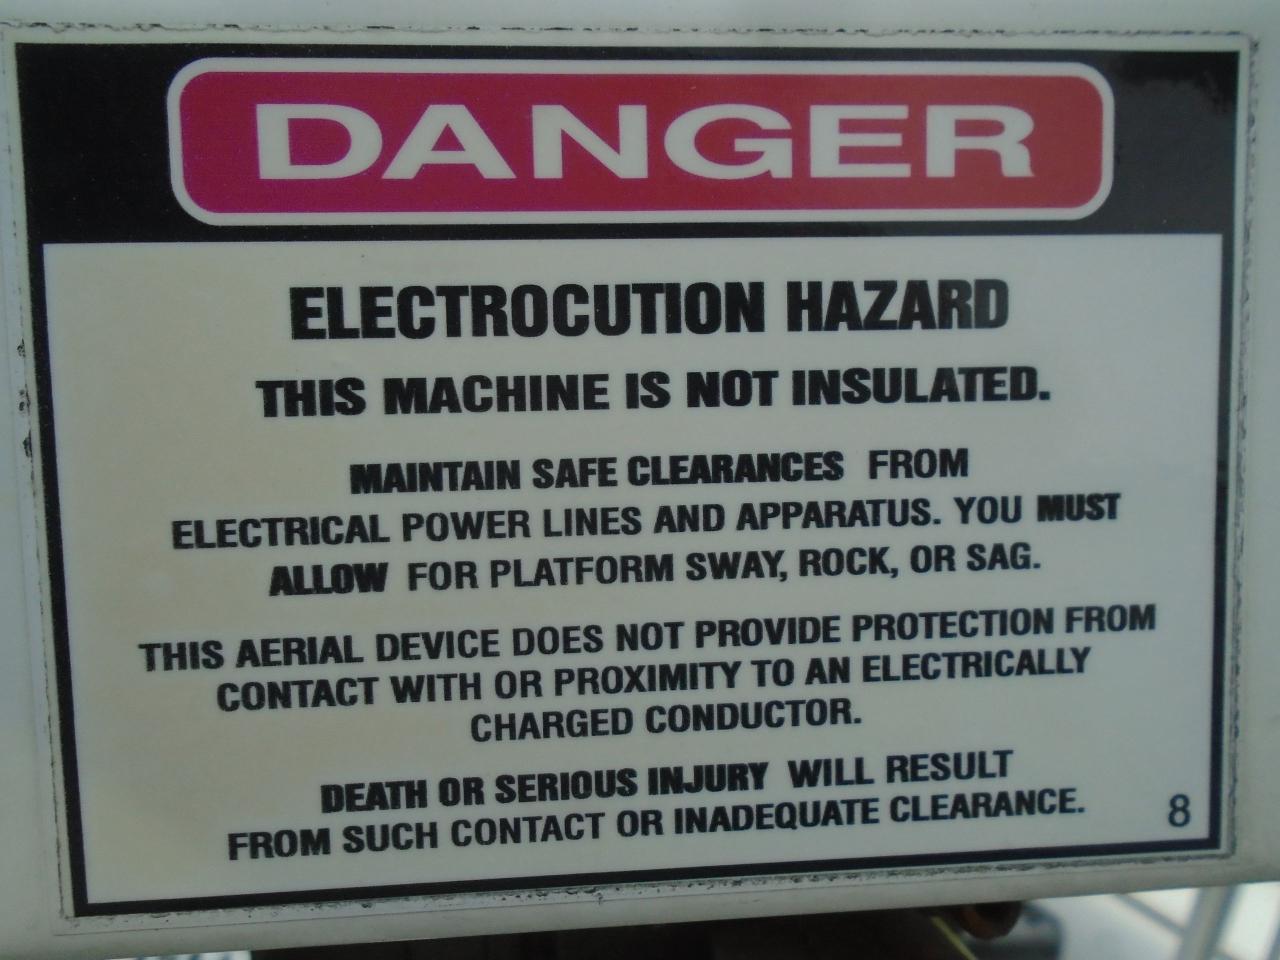 DANGER
ELECTROCUTION HAZARD
THIS MACHINE IS NOT INSULATED.
MAINTAIN SAFE CLEARANCES FROM
ELECTRICAL POWER LINES AND APPARATUS. YOU MUST
ALLOW FOR PLATFORM SWAY, ROCK, OR SAG.
THIS AERIAL DEVICE DOES NOT PROVIDE PROTECTION FROM
CONTACT WITH OR PROXIMITY TO AN ELECTRICALLY
CHARGED CONDUCTOR.
DEATH OR SERIOUS INJURY WILL RESULT
FROM SUCH CONTACT OR INADEQUATE CLEARANCE.
8